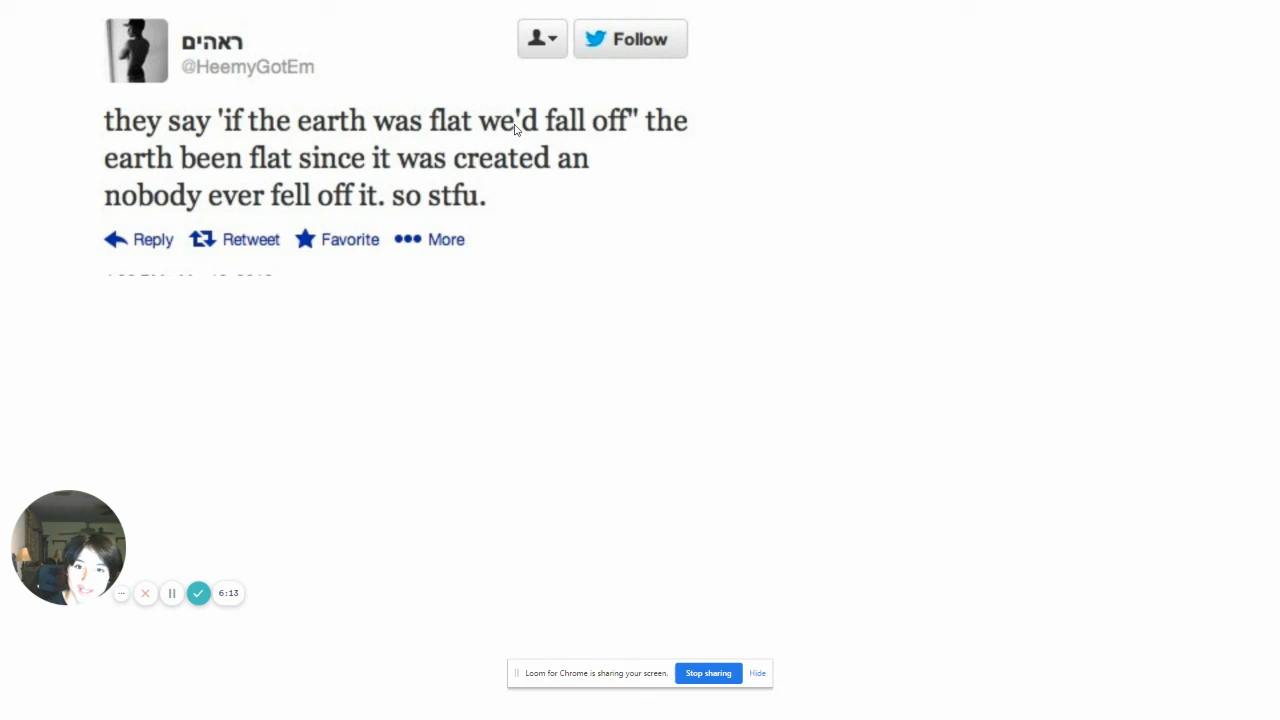 ראהים
@HeemyGotEm
Follow
they say 'if the earth was flat we'd fall off" the
earth been flat since it was created an
nobody ever fell off it. so stfu.
Reply Retweet Favorite More
6:13
Loom for Chrome is sharing your screen. Stop sharing Hide